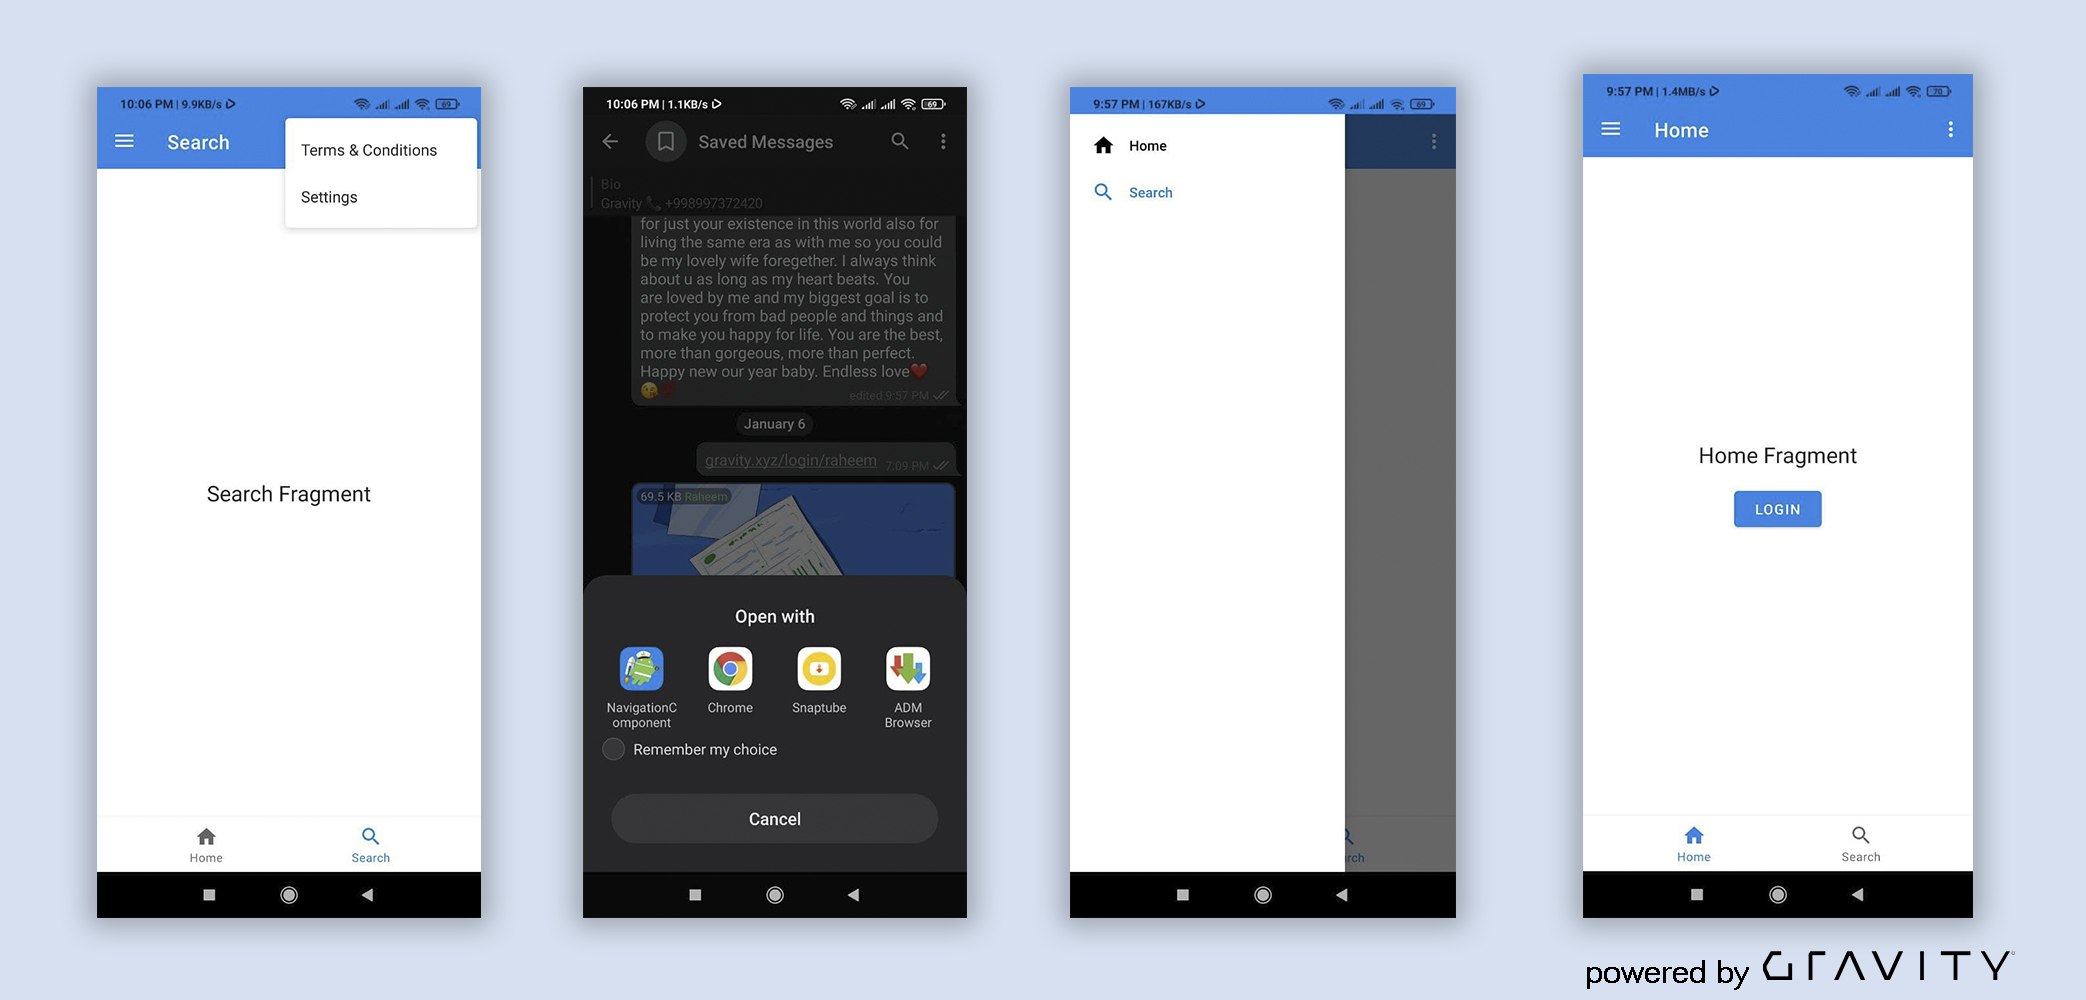 10:06 PM | 9.9KB/s
69
Search
Terms & Conditions
Settings
Search Fragment
Home
Search
10:06 PM | 1.1KB/s
69
Saved Messages
Bio
Gravity 📞 +998997372420
for just your existence in this world also for
living the same era as with me so you could
be my lovely wife foregether. I always think
about u as long as my heart beats. You
are loved by me and my biggest goal is to
protect you from bad people and things and
to make you happy for life. You are the best,
more than gorgeous, more than perfect.
Happy new our year baby. Endless love❤️
edited 9:57 PM
January 6
gravity.xyz/login/raheem 7:09 PM
69.5 KB Raheem
Open with
NavigationC
omponent
Chrome
Snaptube
ADM
Browser
Remember my choice
Cancel
9:57 PM | 167KB/s
69
Home
Search
rch
9:57 PM | 1.4MB/s
70
Home
Home Fragment
LOGIN
Home
Search
powered by GRAVITY